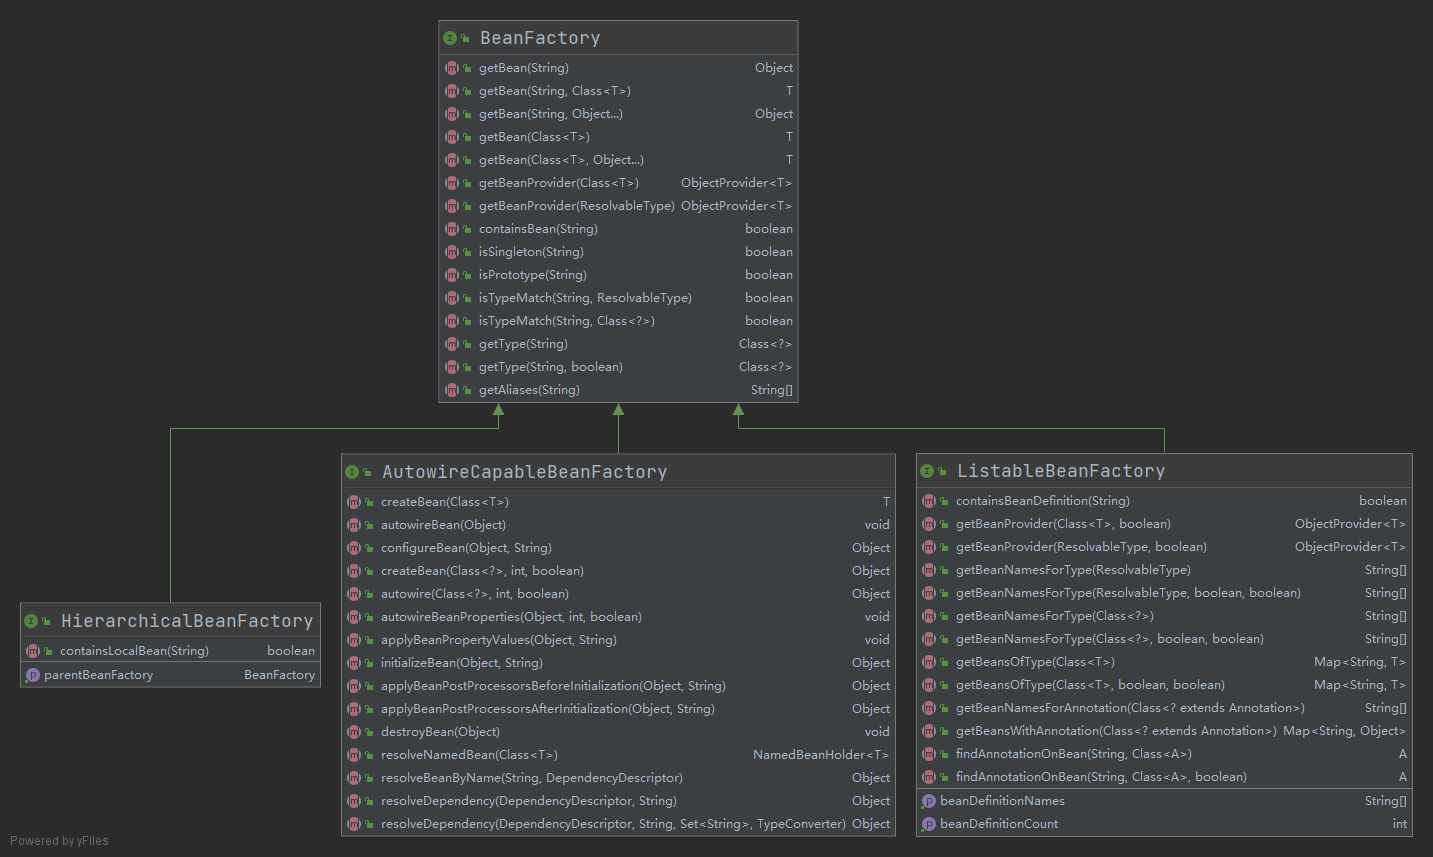 BeanFactory
getBean(String) Object
getBean(String, Class<T>) T
getBean(String, Object...) Object
getBean(Class<T>) T
getBean(Class<T>, Object...) T
getBeanProvider(Class<T>) ObjectProvider<T>
getBeanProvider(ResolvableType) ObjectProvider<T>
containsBean(String) boolean
isSingleton(String) boolean
isPrototype(String) boolean
isTypeMatch(String, ResolvableType) boolean
isTypeMatch(String, Class<?>) boolean
getType(String) Class<?>
getType(String, boolean) Class<?>
getAliases(String) String[]
HierarchicalBeanFactory
containsLocalBean(String) boolean
parentBeanFactory BeanFactory
AutowireCapableBeanFactory
createBean(Class<T>) T
autowireBean(Object) void
configureBean(Object, String) Object
createBean(Class<?>, int, boolean) Object
autowire(Class<?>, int, boolean) Object
autowireBeanProperties(Object, int, boolean) void
applyBeanPropertyValues(Object, String) void
initializeBean(Object, String) Object
applyBeanPostProcessorsBeforeInitialization(Object, String) Object
applyBeanPostProcessorsAfterInitialization(Object, String) Object
destroyBean(Object) void
resolveNamedBean(Class<T>) NamedBeanHolder<T>
resolveBeanByName(String, DependencyDescriptor) Object
resolveDependency(DependencyDescriptor, String) Object
resolveDependency(DependencyDescriptor, String, Set<String>, TypeConverter) Object
ListableBeanFactory
containsBeanDefinition(String) boolean
getBeanProvider(Class<T>, boolean) ObjectProvider<T>
getBeanProvider(ResolvableType, boolean) ObjectProvider<T>
getBeanNamesForType(ResolvableType) String[]
getBeanNamesForType(ResolvableType, boolean, boolean) String[]
getBeanNamesForType(Class<?>) String[]
getBeanNamesForType(Class<?>, boolean, boolean) String[]
getBeansOfType(Class<T>) Map<String, T>
getBeansOfType(Class<T>, boolean, boolean) Map<String, T>
getBeanNamesForAnnotation(Class<? extends Annotation>) String[]
getBeansWithAnnotation(Class<? extends Annotation>) Map<String, Object>
findAnnotationOnBean(String, Class<A>) A
findAnnotationOnBean(String, Class<A>, boolean) A
beanDefinitionNames String[]
beanDefinitionCount int
Powered by yFiles